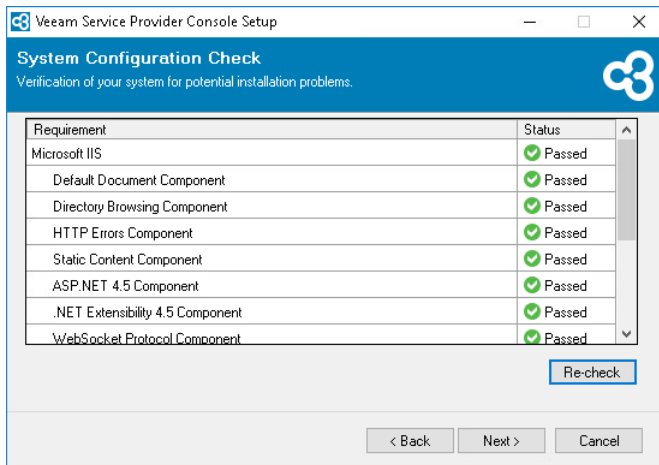 Veeam Service Provider Console Setup
System Configuration Check
Verification of your system for potential installation problems.
Requirement Status
Microsoft IIS Passed
Default Document Component Passed
Directory Browsing Component Passed
HTTP Errors Component Passed
Static Content Component Passed
ASP.NET 4.5 Component Passed
.NET Extensibility 4.5 Component Passed
WebSocket Protocol Component Passed
Re-check
< Back Next > Cancel